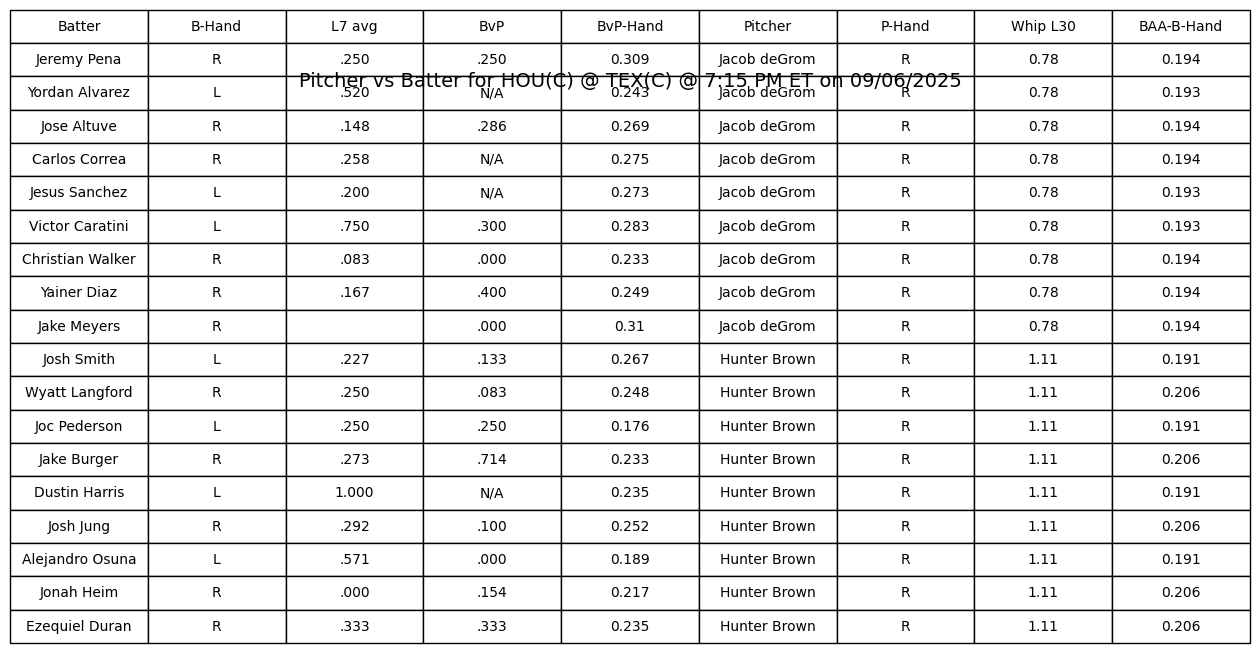 Batter B-Hand L7 avg BvP BvP-Hand Pitcher P-Hand Whip L30 BAA-B-Hand
Jeremy Pena R .250 .250 0.309 Jacob deGrom R 0.78 0.194
Pitcher vs Batter for HOU(C) @ TEX(C) @ 7:15 PM ET on 09/06/2025
Yordan Alvarez L .520 N/A 0.243 Jacob deGrom R 0.78 0.193
Jose Altuve R .148 .286 0.269 Jacob deGrom R 0.78 0.194
Carlos Correa R .258 N/A 0.275 Jacob deGrom R 0.78 0.194
Jesus Sanchez L .200 N/A 0.273 Jacob deGrom R 0.78 0.193
Victor Caratini L .750 .300 0.283 Jacob deGrom R 0.78 0.193
Christian Walker R .083 .000 0.233 Jacob deGrom R 0.78 0.194
Yainer Diaz R .167 .400 0.249 Jacob deGrom R 0.78 0.194
Jake Meyers R .000 0.31 Jacob deGrom R 0.78 0.194
Josh Smith L .227 .133 0.267 Hunter Brown R 1.11 0.191
Wyatt Langford R .250 .083 0.248 Hunter Brown R 1.11 0.206
Joc Pederson L .250 .250 0.176 Hunter Brown R 1.11 0.191
Jake Burger R .273 .714 0.233 Hunter Brown R 1.11 0.206
Dustin Harris L 1.000 N/A 0.235 Hunter Brown R 1.11 0.191
Josh Jung R .292 .100 0.252 Hunter Brown R 1.11 0.206
Alejandro Osuna L .571 .000 0.189 Hunter Brown R 1.11 0.191
Jonah Heim R .000 .154 0.217 Hunter Brown R 1.11 0.206
Ezequiel Duran R .333 .333 0.235 Hunter Brown R 1.11 0.206